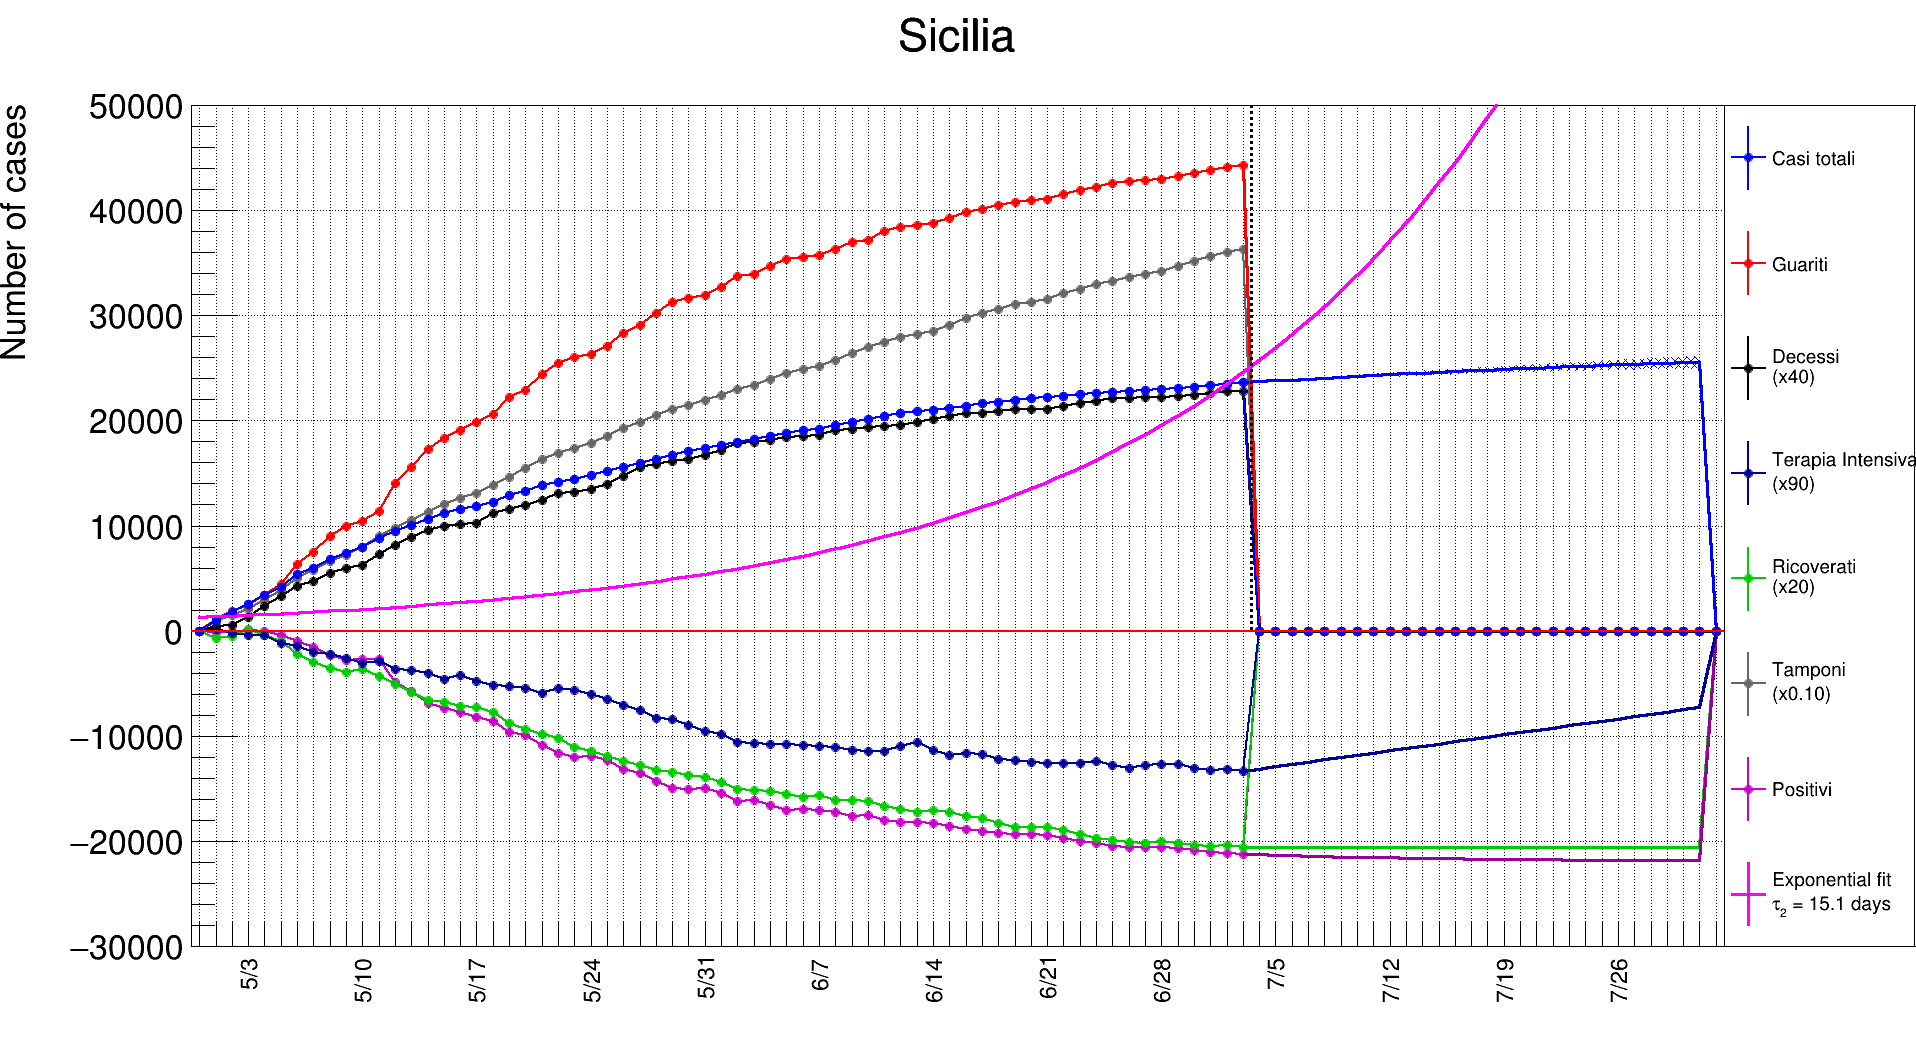 Sicilia
Number of cases
50000
40000
30000
20000
10000
0
−10000
−20000
−30000
5/3
5/10
5/17
5/24
5/31
6/7
6/14
6/21
6/28
7/5
7/12
7/19
7/26
Casi totali
Guariti
Decessi
(x40)
Terapia Intensiva
(x90)
Ricoverati
(x20)
Tamponi
(x0.10)
Positivi
Exponential fit
τ2 = 15.1 days